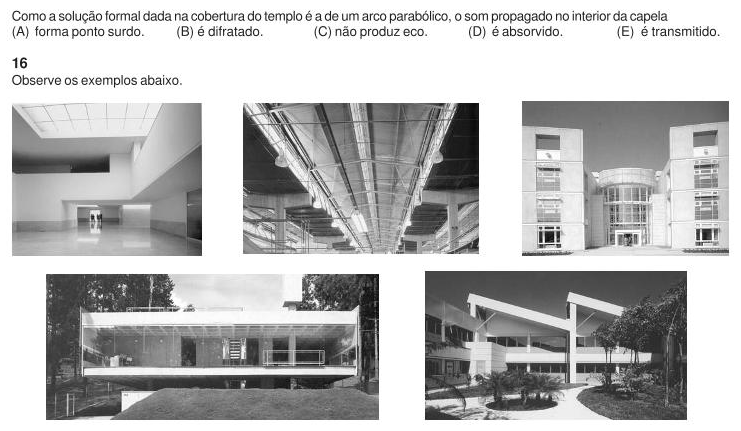 Como a solução formal dada na cobertura do templo é a de um arco parabólico, o som propagado no interior da capela
(A) forma ponto surdo. (B) é difratado. (C) não produz eco. (D) é absorvido. (E) é transmitido.
16
Observe os exemplos abaixo.